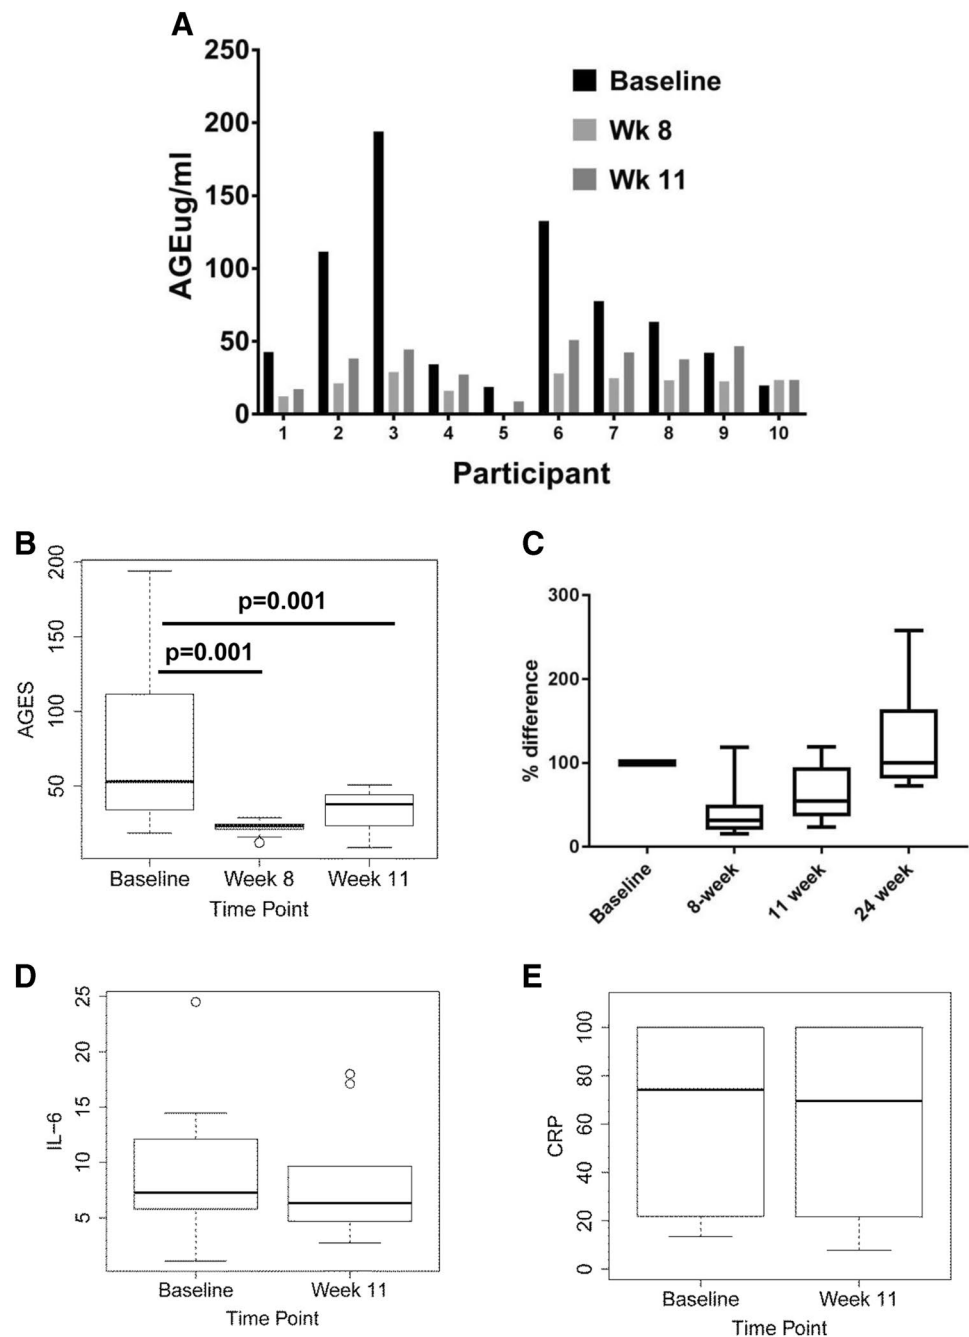 A
250
200
150
100
50
0
AGEug/ml
Baseline
Wk 8
Wk 11
1 2 3 4 5 6 7 8 9 10
Participant
B
200
150
100
50
AGES
p=0.001
p=0.001
Baseline Week 8 Week 11
Time Point
C
300
200
100
0
% difference
Baseline 8-week 11 week 24 week
D
25
20
15
10
5
IL-6
Baseline Week 11
Time Point
E
100
80
60
40
20
0
CRP
Baseline Week 11
Time Point